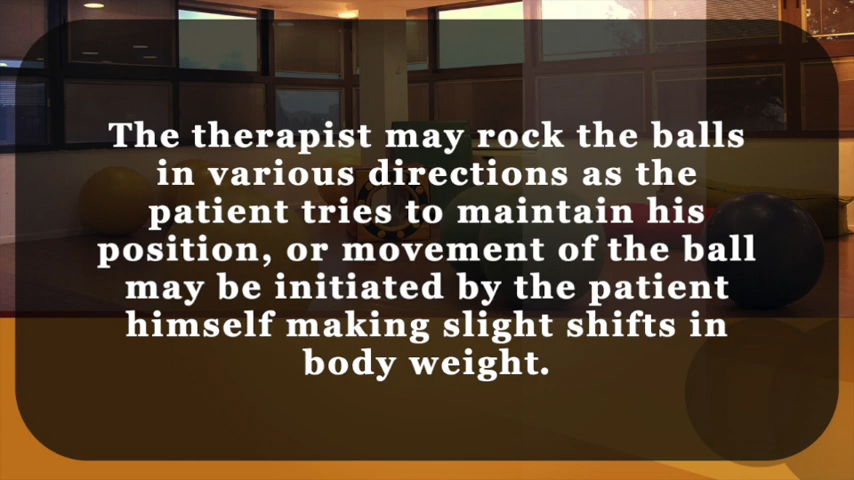 The therapist may rock the balls
in various directions as the
patient tries to maintain his
position, or movement of the ball
may be initiated by the patient
himself making slight shifts in
body weight.